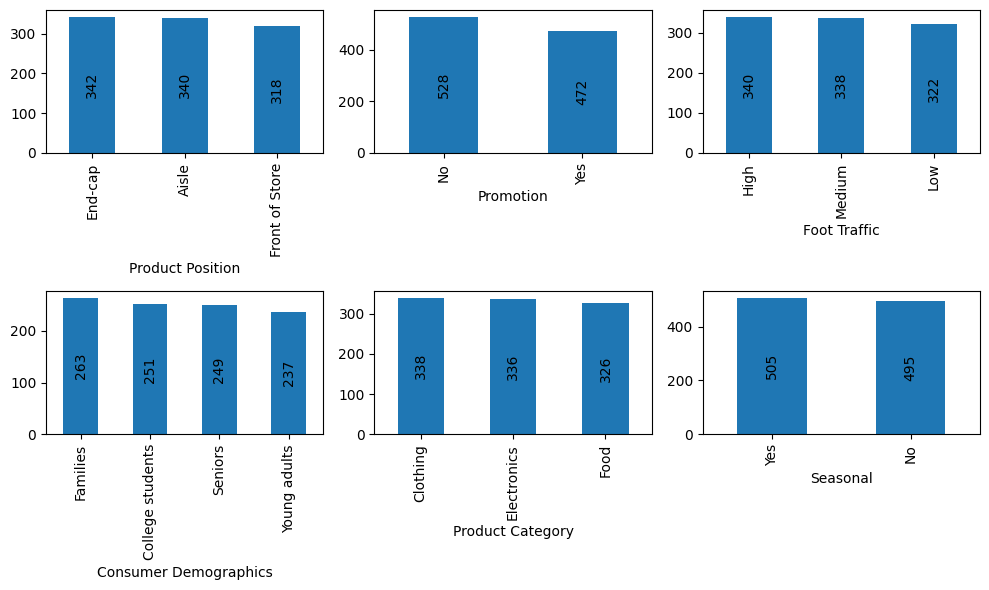 300
200
100
0
342
340
318
End-cap
Aisle
Front of Store
Product Position
400
200
0
528
472
No
Yes
Promotion
300
200
100
0
340
338
322
High
Medium
Low
Foot Traffic
200
100
0
263
251
249
237
Families
College students
Seniors
Young adults
Consumer Demographics
300
200
100
0
338
336
326
Clothing
Electronics
Food
Product Category
400
200
0
505
495
Yes
No
Seasonal